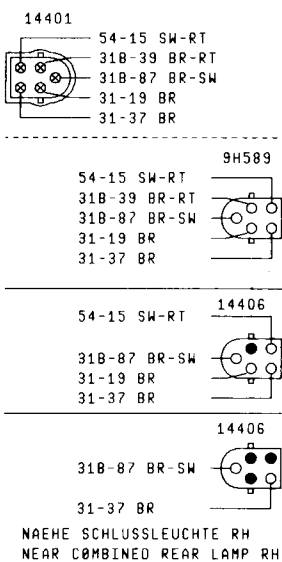 14401
54-15 SW-RT
31B-39 BR-RT
31B-87 BR-SW
31-19 BR
31-37 BR
9H589
54-15 SW-RT
31B-39 BR-RT
31B-87 BR-SW
31-19 BR
31-37 BR
14406
54-15 SW-RT
31B-87 BR-SW
31-19 BR
31-37 BR
14406
31B-87 BR-SW
31-37 BR
NAEHE SCHLUSSLEUCHTE RH
NEAR COMBINED REAR LAMP RH